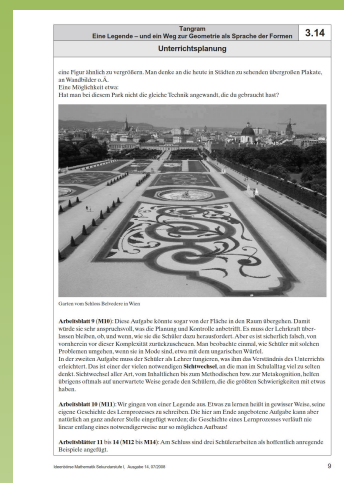 Tangram
Eine Legende – und ein Weg zur Geometrie als Sprache der Formen
3.14
Unterrichtsplanung
eine Figur ähnlich zu vergrößern. Man denke an die heute in Städten zu sehenden übergroßen Plakate,
an Wandbilder o.Ä.
Eine Möglichkeit etwa:
Hat man bei diesem Park nicht die gleiche Technik angewandt, die du gebraucht hast?
Garten vom Schloss Belvedere in Wien
Arbeitsblatt 9 (M10): Diese Aufgabe könnte sogar von der Fläche in den Raum übergehen. Damit
würde sie sehr anspruchsvoll, was die Planung und Kontrolle anbetrifft. Es muss der Lehrkraft über-
lassen bleiben, ob, und wenn, wie sie die Schüler dazu herausfordert. Aber es ist sicherlich falsch, von
vornherein vor dieser Komplexität zurückzuscheuen. Man beobachte einmal, wie Schüler mit solchen
Problemen umgehen, wenn sie in Mode sind, etwa mit dem ungarischen Würfel.
In der zweiten Aufgabe muss der Schüler als Lehrer fungieren, was ihm das Verständnis des Unterrichts
erleichtert. Das ist einer der vielen notwendigen Sichtwechsel, an die man im Schulalltag viel zu selten
denkt. Sichtwechsel aller Art, vom Inhaltlichen bis zum Methodischen bzw. zur Metakognition, helfen
übrigens oftmals auf unerwartete Weise gerade den Schülern, die die größten Schwierigkeiten mit etwas
haben.
Arbeitsblatt 10 (M11): Wir gingen von einer Legende aus. Etwas zu lernen heißt in gewisser Weise, seine
eigene Geschichte des Lernprozesses zu schreiben. Die hier am Ende angebotene Aufgabe kann aber
natürlich an ganz anderer Stelle eingefügt werden; die Geschichte eines Lernprozesses verläuft nie
linear entlang eines notwendigerweise nur so möglichen Aufbaus!
Arbeitsblätter 11 bis 14 (M12 bis M14): Am Schluss sind drei Schülerarbeiten als hoffentlich anregende
Beispiele angefügt.
Ideenbörse Mathematik Sekundarstufe I, Ausgabe 14, 07/2008
9